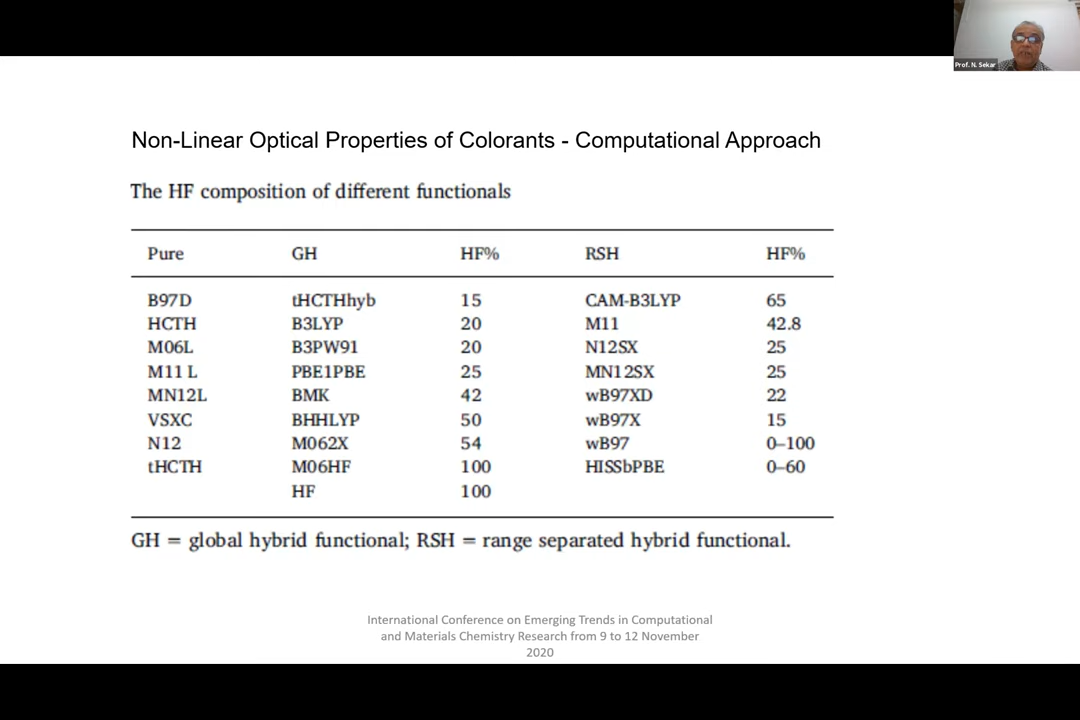 Prof. N. Sekar
Non-Linear Optical Properties of Colorants - Computational Approach
The HF composition of different functionals
Pure GH HF% RSH HF%
B97D tHCTHhyb 15 CAM-B3LYP 65
HCTH B3LYP 20 M11 42.8
M06L B3PW91 20 N12SX 25
M11 L PBE1PBE 25 MN12SX 25
MN12L BMK 42 wB97XD 22
VSXC BHHLYP 50 wB97X 15
N12 M062X 54 wB97 0–100
tHCTH M06HF 100 HISSbPBE 0–60
HF 100
GH = global hybrid functional; RSH = range separated hybrid functional.
International Conference on Emerging Trends in Computational
and Materials Chemistry Research from 9 to 12 November
2020